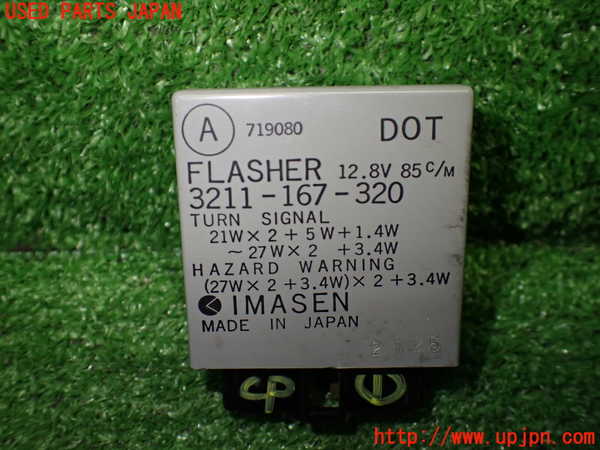 USED PARTS JAPAN
A 719080 DOT
FLASHER 12.8V 85 C/M
3211-167-320
TURN SIGNAL
21W×2+5W+1.4W
~27W×2 +3.4W
HAZARD WARNING
(27W×2+3.4W)×2+3.4W
IMASEN
MADE IN JAPAN
http://www.upjpn.com/